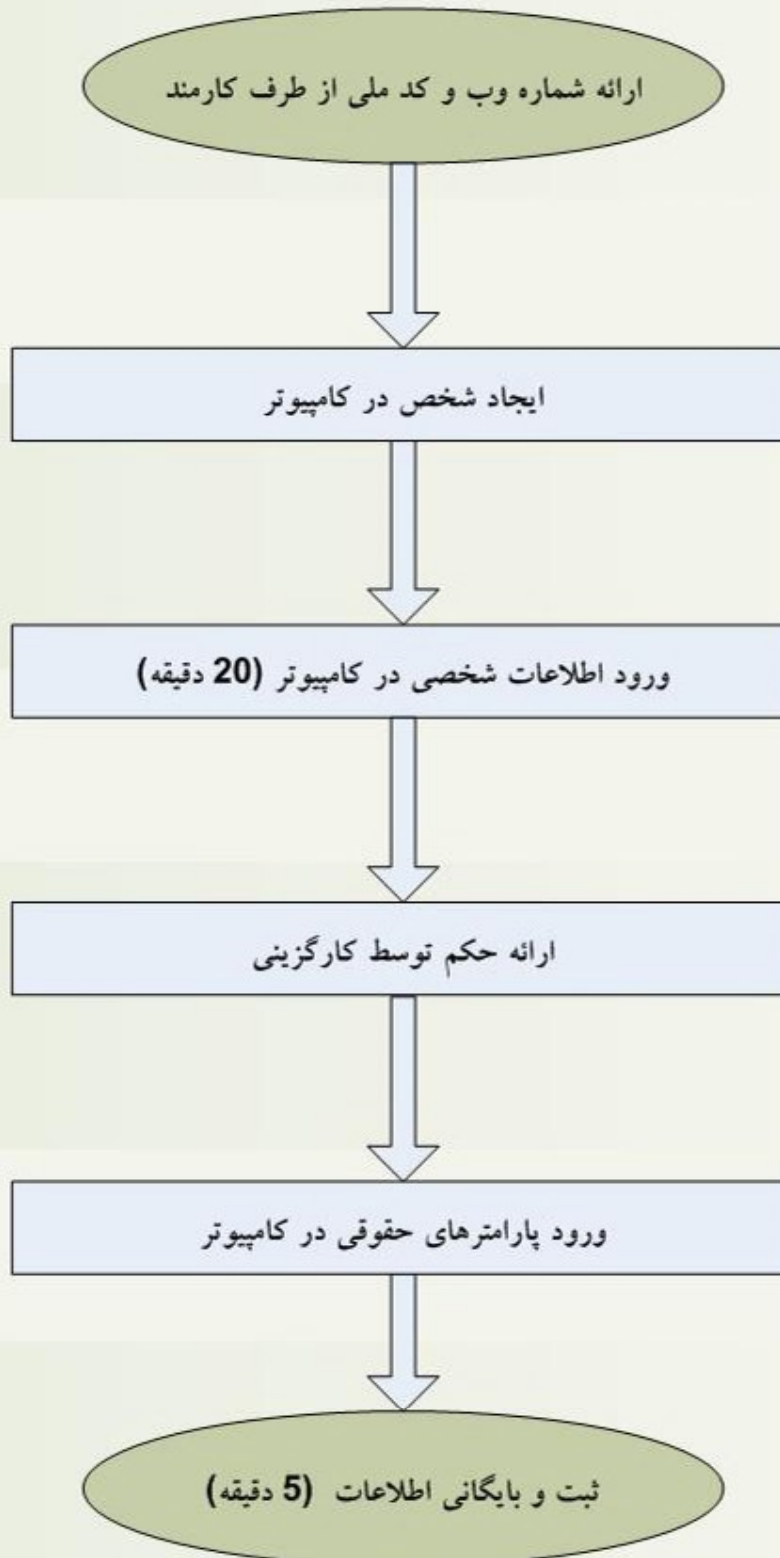 ارائه شماره وب و کد ملی از طرف کارمند
ایجاد شخص در کامپیوتر
ورود اطلاعات شخصی در کامپیوتر (20 دقیقه)
ارائه حکم توسط کارگزینی
ورود پارامترهای حقوقی در کامپیوتر
ثبت و بایگانی اطلاعات (5 دقیقه)